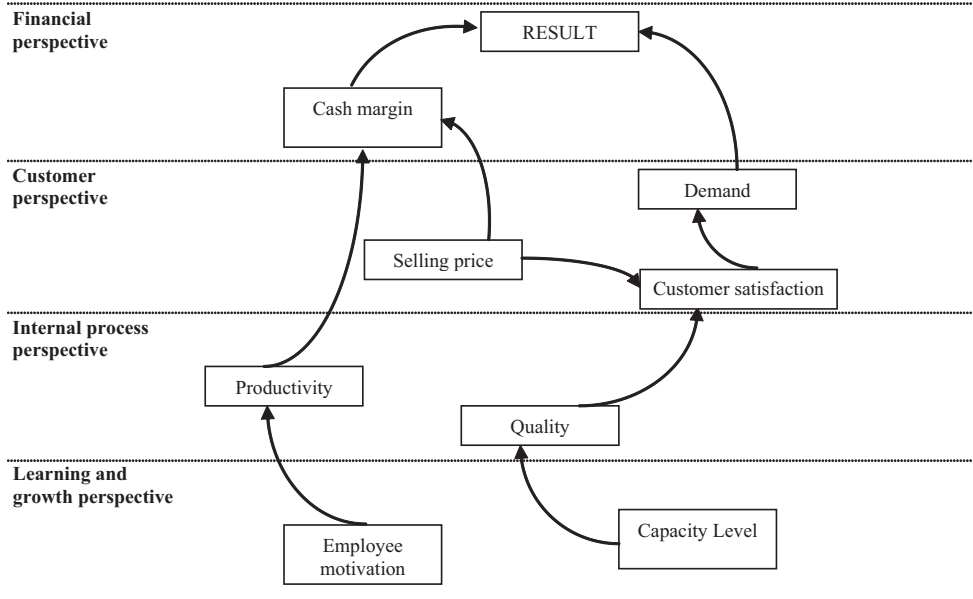 Financial
perspective
RESULT
Cash margin
Customer
perspective
Demand
Selling price
Customer satisfaction
Internal process
perspective
Productivity
Quality
Learning and
growth perspective
Capacity Level
Employee
motivation